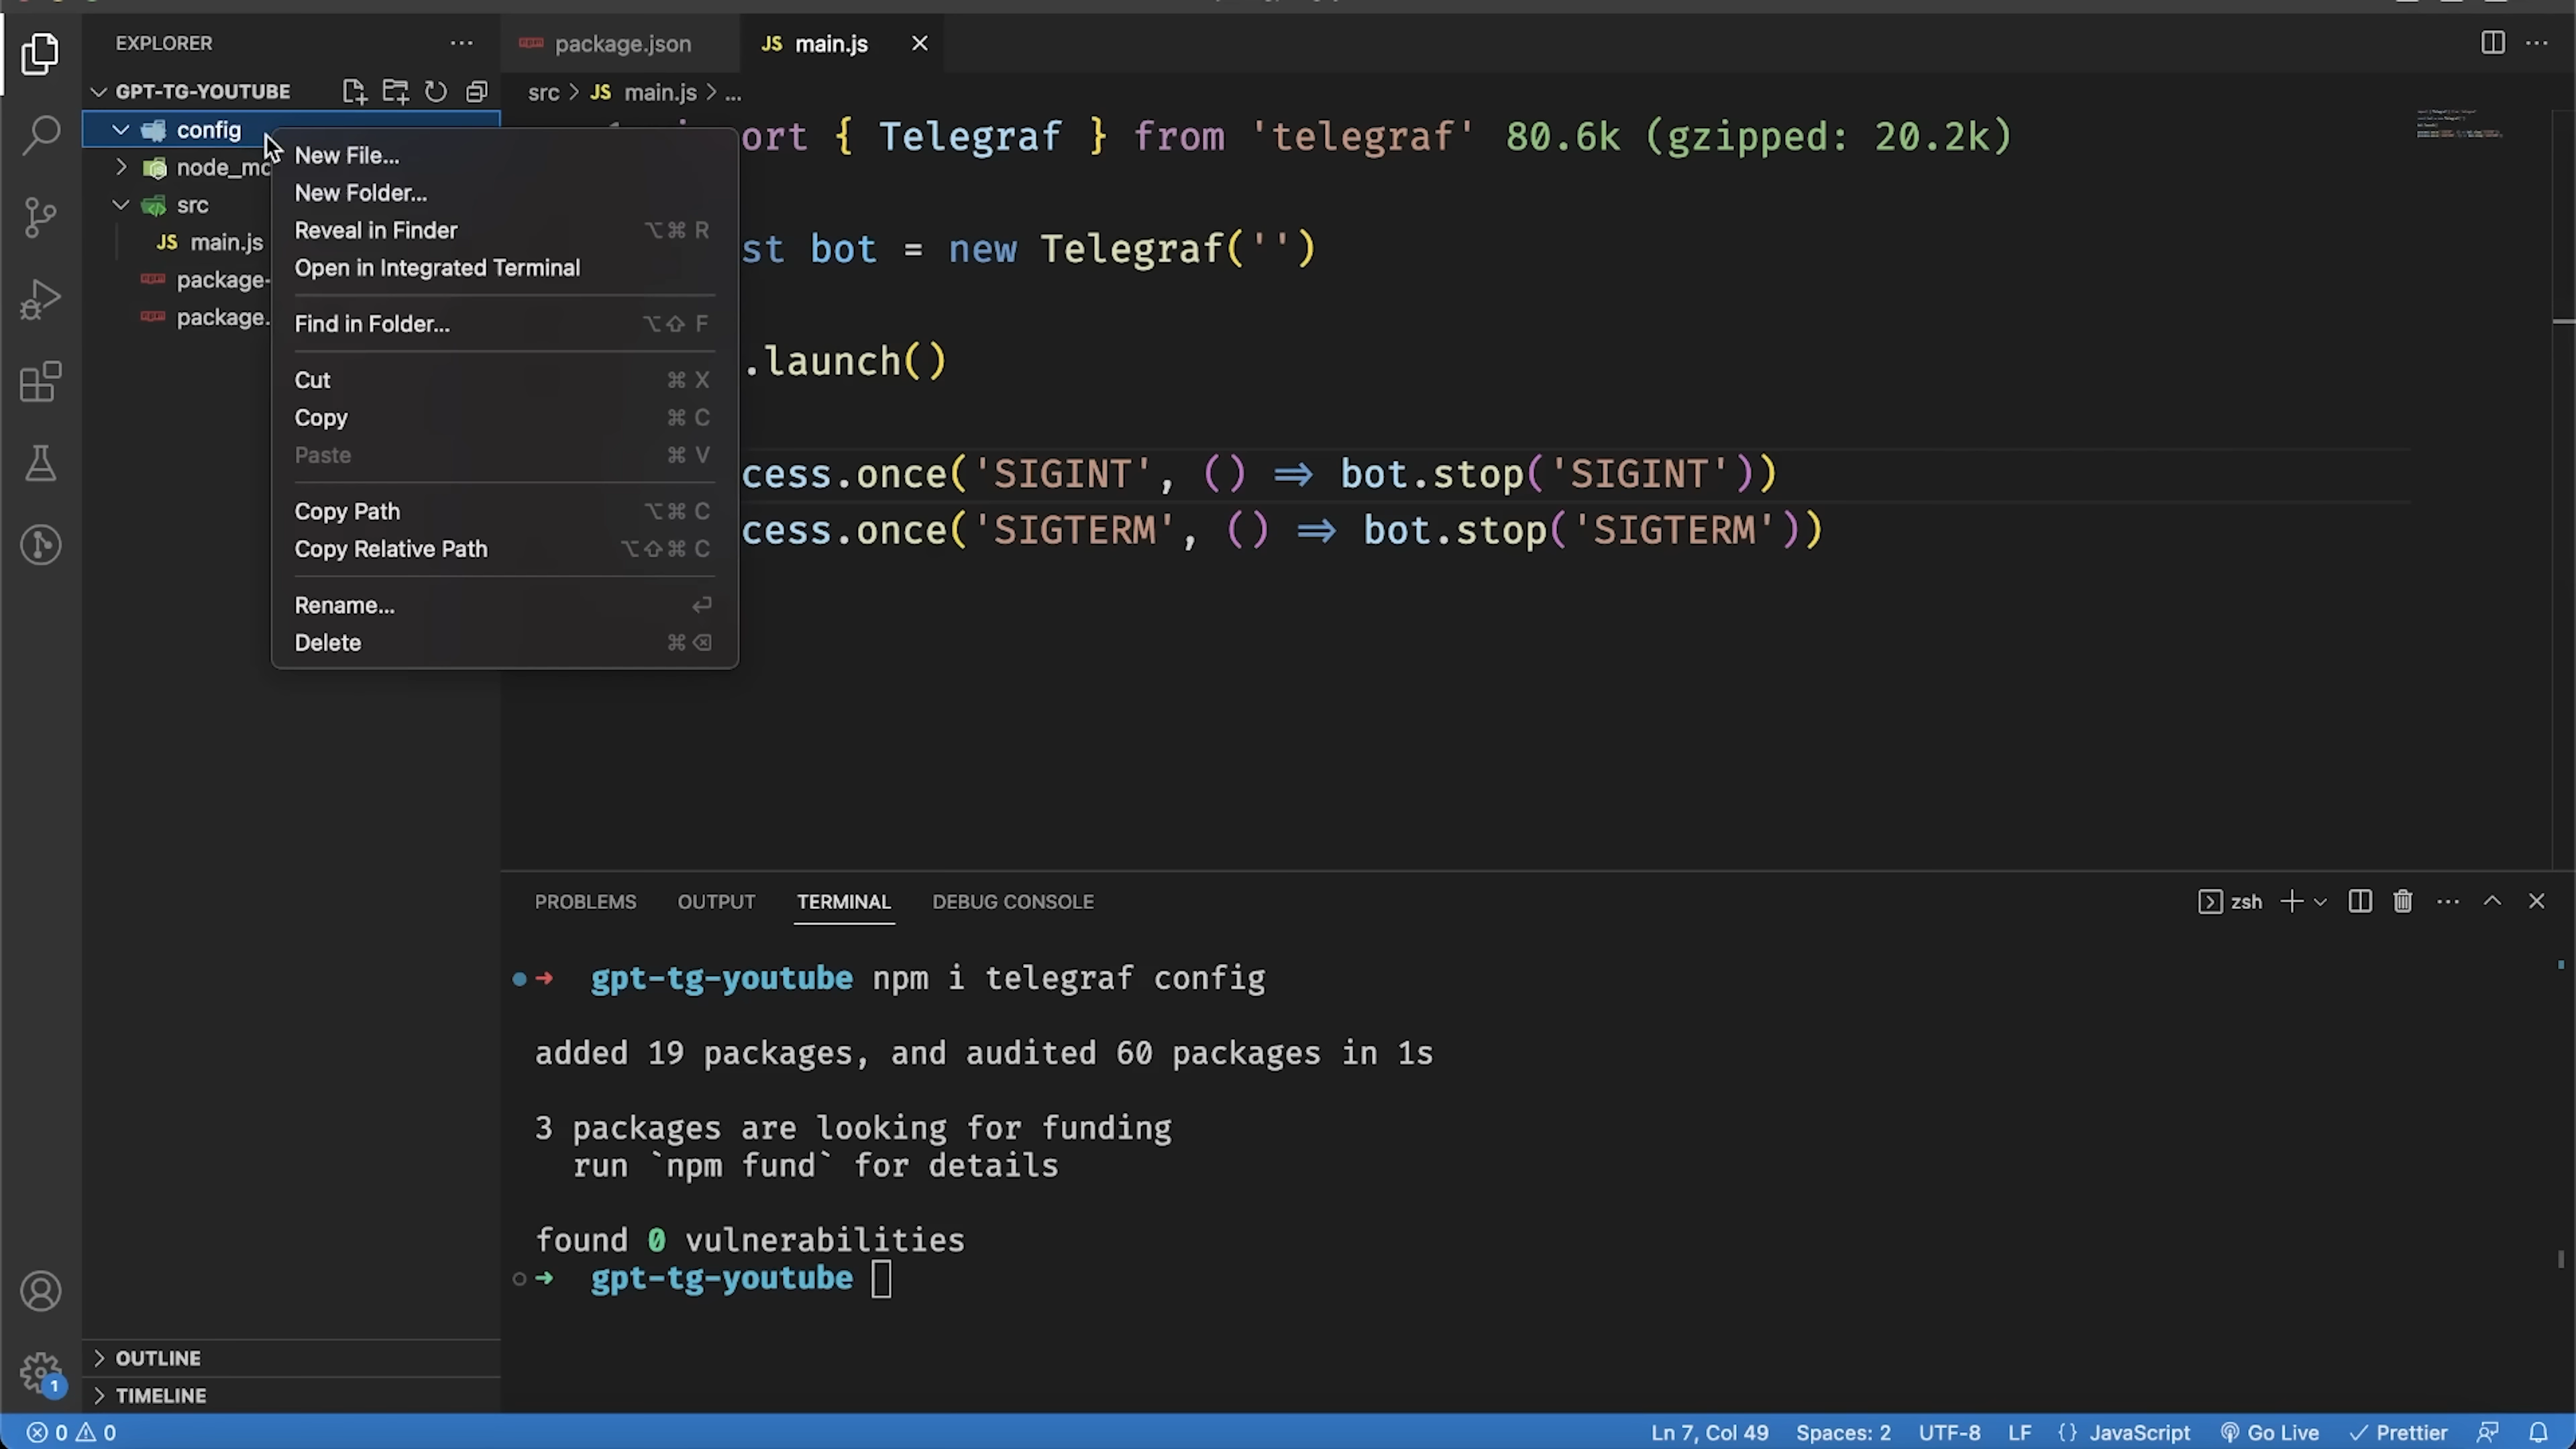 EXPLORER
GPT-TG-YOUTUBE
config
node_mo
src
JS main.js
package-
package.
New File...
New Folder...
Reveal in Finder ⌥⌘ R
Open in Integrated Terminal
Find in Folder... ⌥⇧ F
Cut ⌘ X
Copy ⌘ C
Paste ⌘ V
Copy Path ⌥⌘ C
Copy Relative Path ⌥⇧⌘ C
Rename... ↩
Delete ⌘⌫
OUTLINE
TIMELINE
package.json
JS main.js
src > JS main.js > ...
ort { Telegraf } from 'telegraf' 80.6k (gzipped: 20.2k)
st bot = new Telegraf('')
.launch()
cess.once('SIGINT', () ⇒ bot.stop('SIGINT'))
cess.once('SIGTERM', () ⇒ bot.stop('SIGTERM'))
PROBLEMS OUTPUT TERMINAL DEBUG CONSOLE
zsh
→ gpt-tg-youtube npm i telegraf config
added 19 packages, and audited 60 packages in 1s
3 packages are looking for funding
run `npm fund` for details
found 0 vulnerabilities
→ gpt-tg-youtube
1
0 0
Ln 7, Col 49 Spaces: 2 UTF-8 LF {} JavaScript Go Live ✓ Prettier